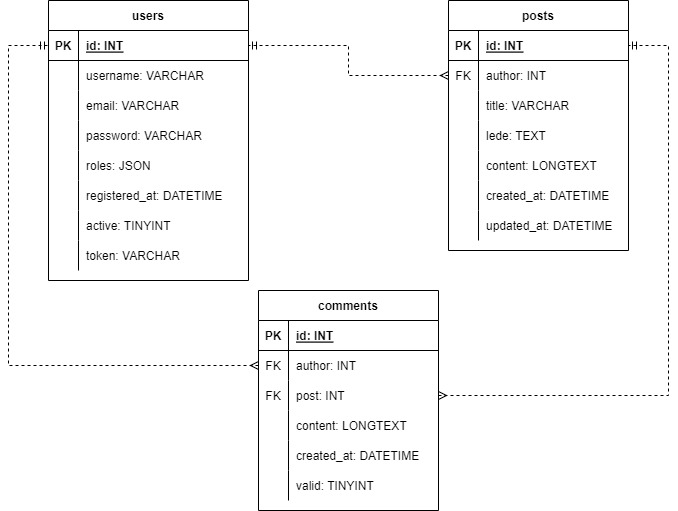 users
PK id: INT
username: VARCHAR
email: VARCHAR
password: VARCHAR
roles: JSON
registered_at: DATETIME
active: TINYINT
token: VARCHAR
posts
PK id: INT
FK author: INT
title: VARCHAR
lede: TEXT
content: LONGTEXT
created_at: DATETIME
updated_at: DATETIME
comments
PK id: INT
FK author: INT
FK post: INT
content: LONGTEXT
created_at: DATETIME
valid: TINYINT